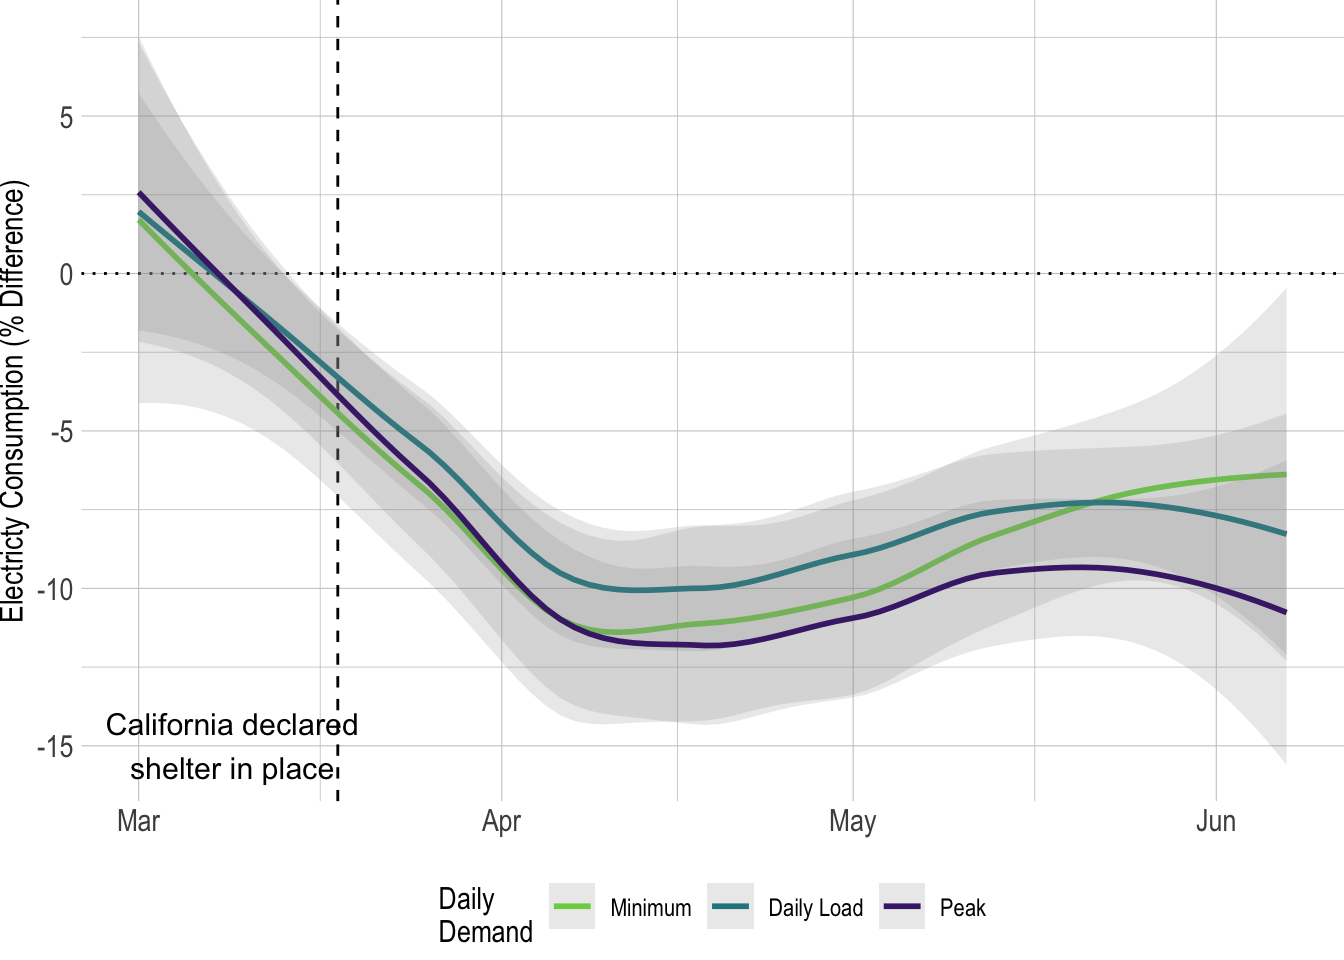 Electricty Consumption (% Difference)
5
0
-5
-10
-15
California declared
shelter in place
Mar Apr May Jun
Daily
Demand
Minimum Daily Load Peak